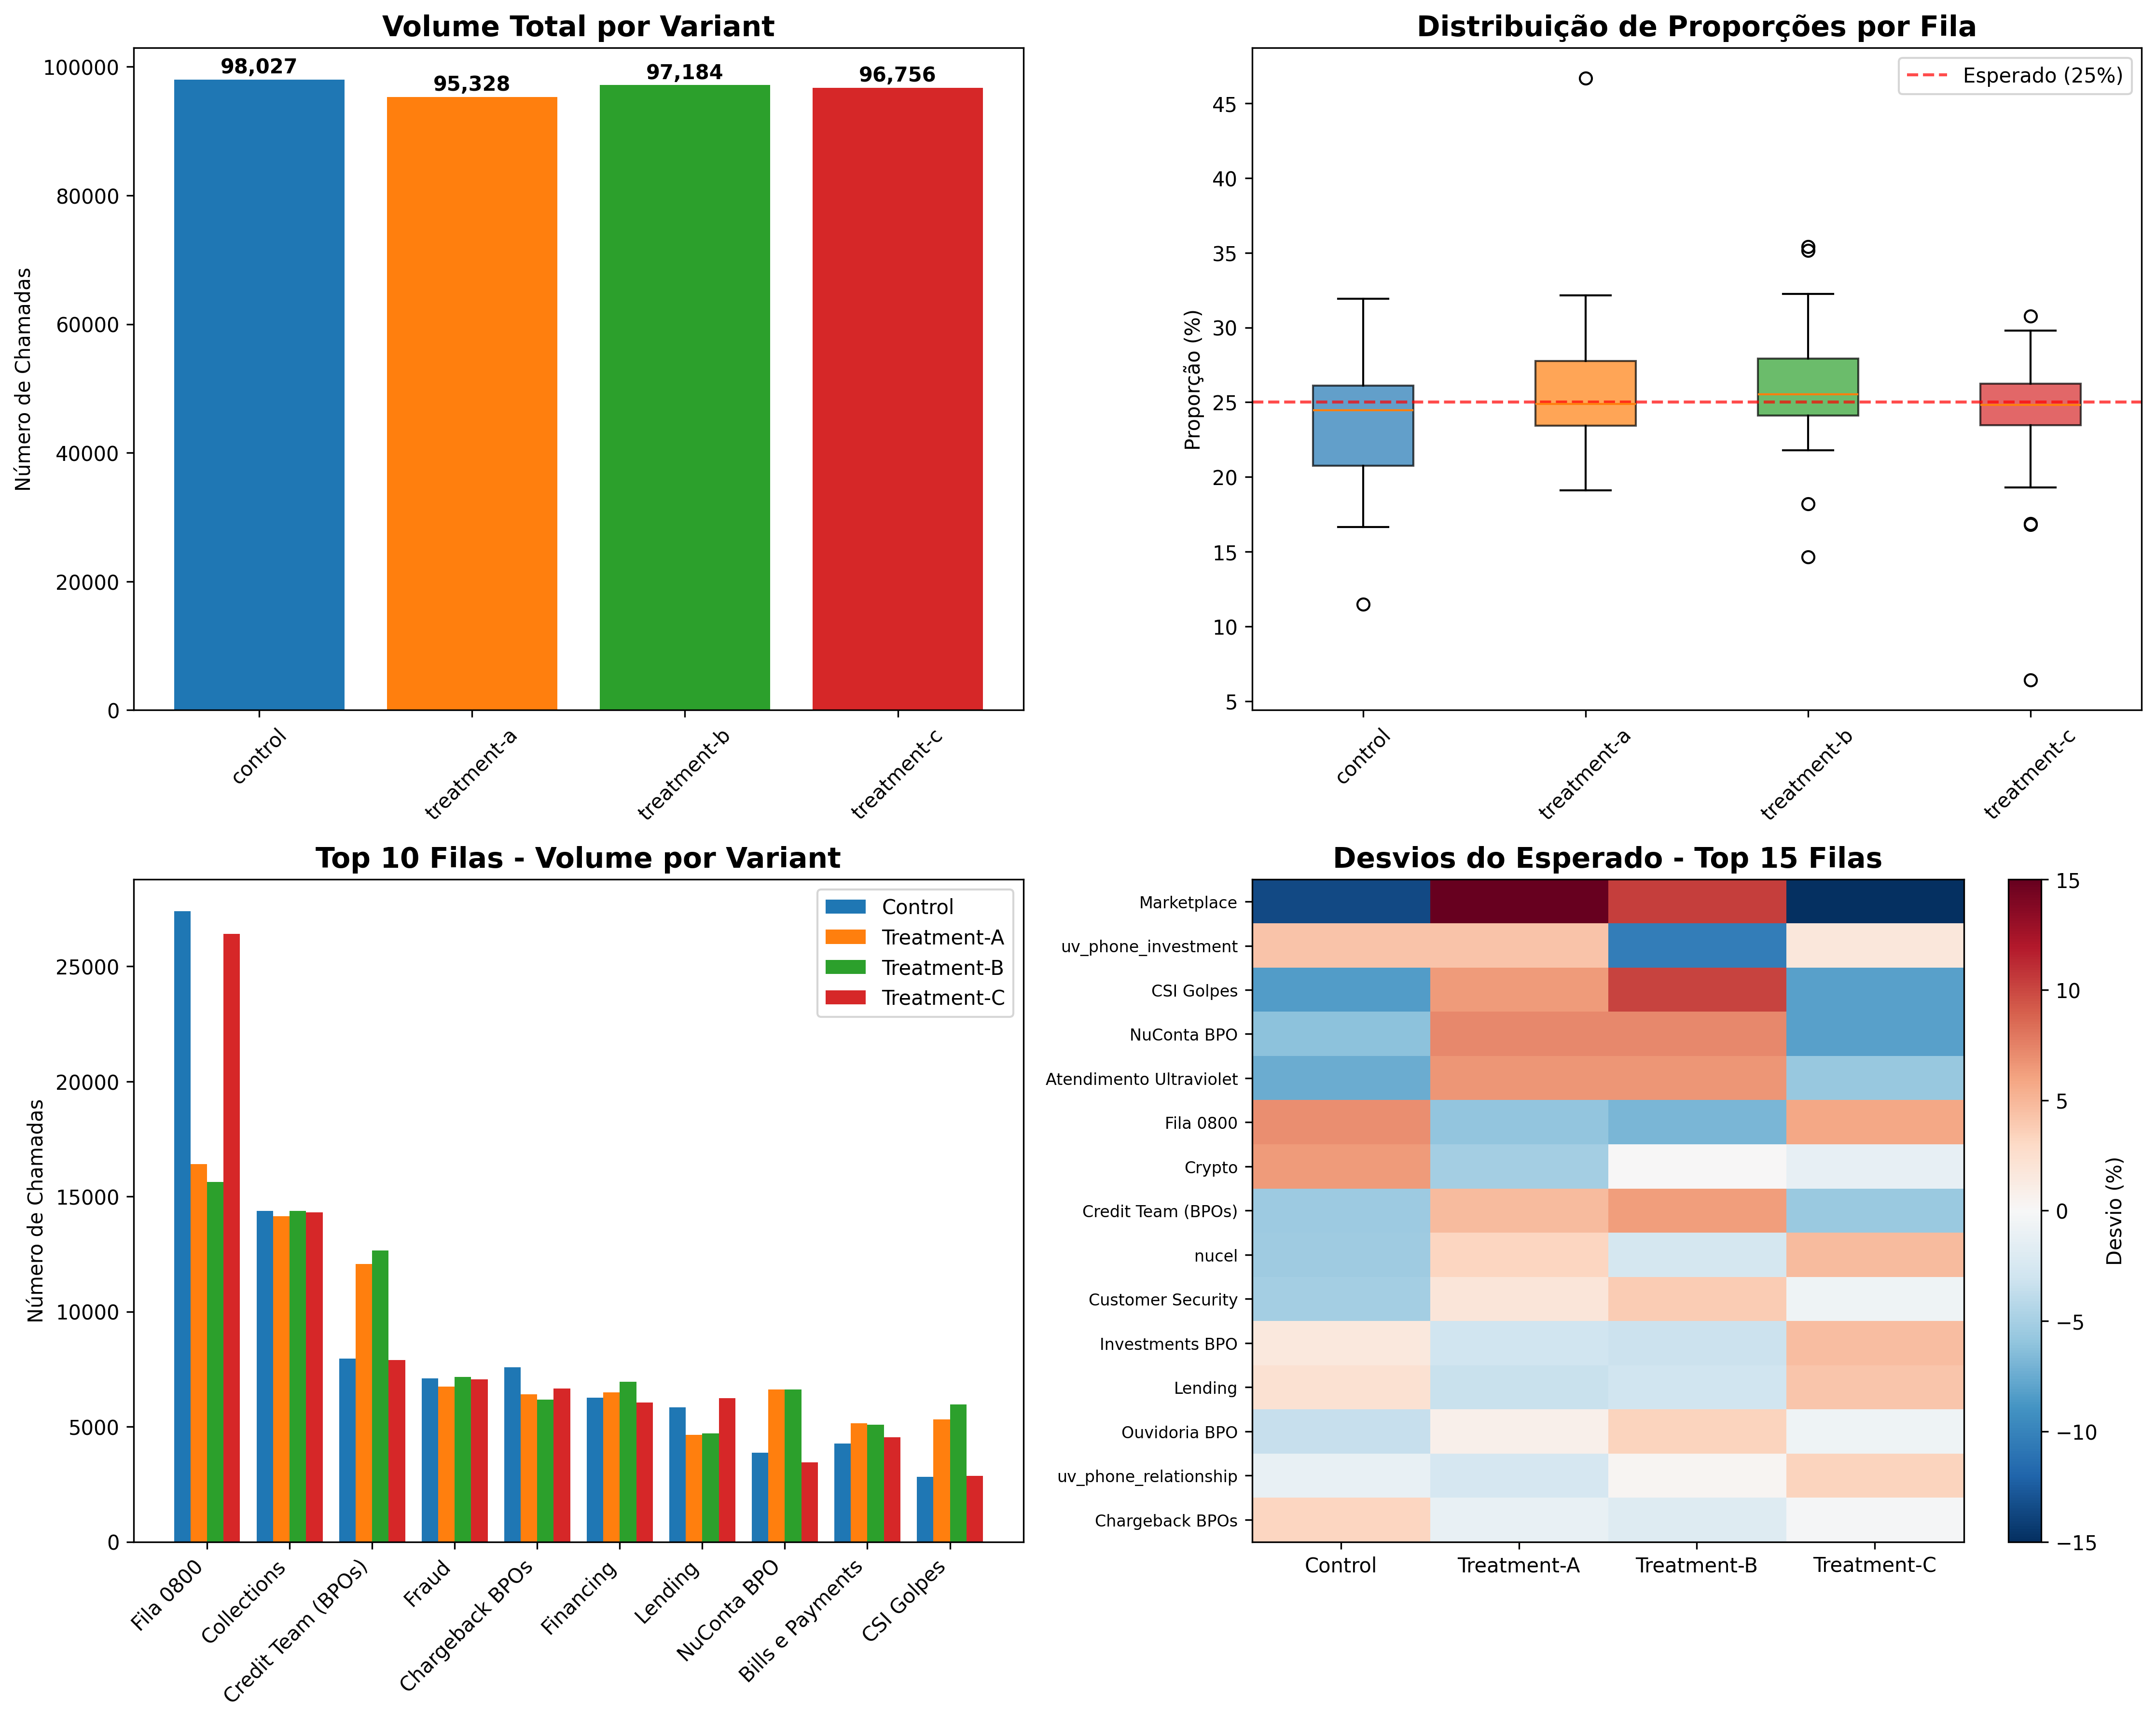 Volume Total por Variant
Número de Chamadas
100000
80000
60000
40000
20000
0
98,027
95,328
97,184
96,756
control
treatment-a
treatment-b
treatment-c
Distribuição de Proporções por Fila
Proporção (%)
45
40
35
30
25
20
15
10
5
Esperado (25%)
control
treatment-a
treatment-b
treatment-c
Top 10 Filas - Volume por Variant
Número de Chamadas
25000
20000
15000
10000
5000
0
Control
Treatment-A
Treatment-B
Treatment-C
Fila 0800
Collections
Credit Team (BPOs)
Fraud
Chargeback BPOs
Financing
Lending
NuConta BPO
Bills e Payments
CSI Golpes
Desvios do Esperado - Top 15 Filas
Marketplace
uv_phone_investment
CSI Golpes
NuConta BPO
Atendimento Ultraviolet
Fila 0800
Crypto
Credit Team (BPOs)
nucel
Customer Security
Investments BPO
Lending
Ouvidoria BPO
uv_phone_relationship
Chargeback BPOs
Control
Treatment-A
Treatment-B
Treatment-C
15
10
5
0
−5
−10
−15
Desvio (%)